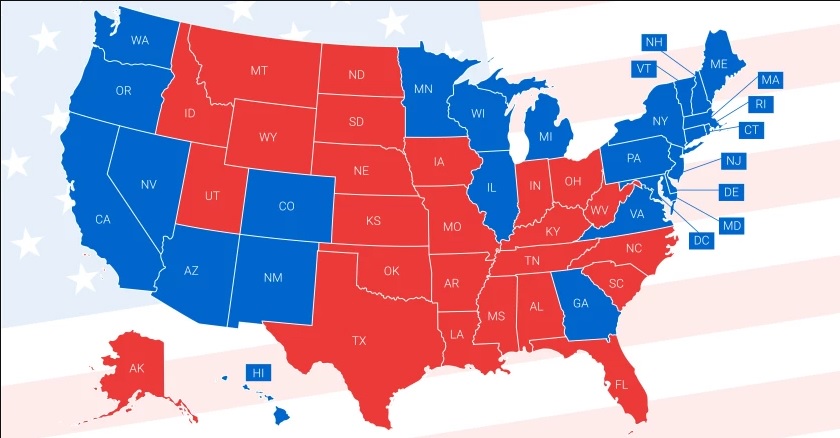 WA
OR
CA
NV
ID
MT
WY
UT
CO
AZ
NM
ND
SD
NE
KS
OK
TX
MN
IA
MO
AR
LA
WI
IL
MI
IN
OH
KY
TN
MS
AL
GA
FL
SC
NC
VA
WV
PA
NY
ME
NH
VT
MA
RI
CT
NJ
DE
MD
DC
AK
HI